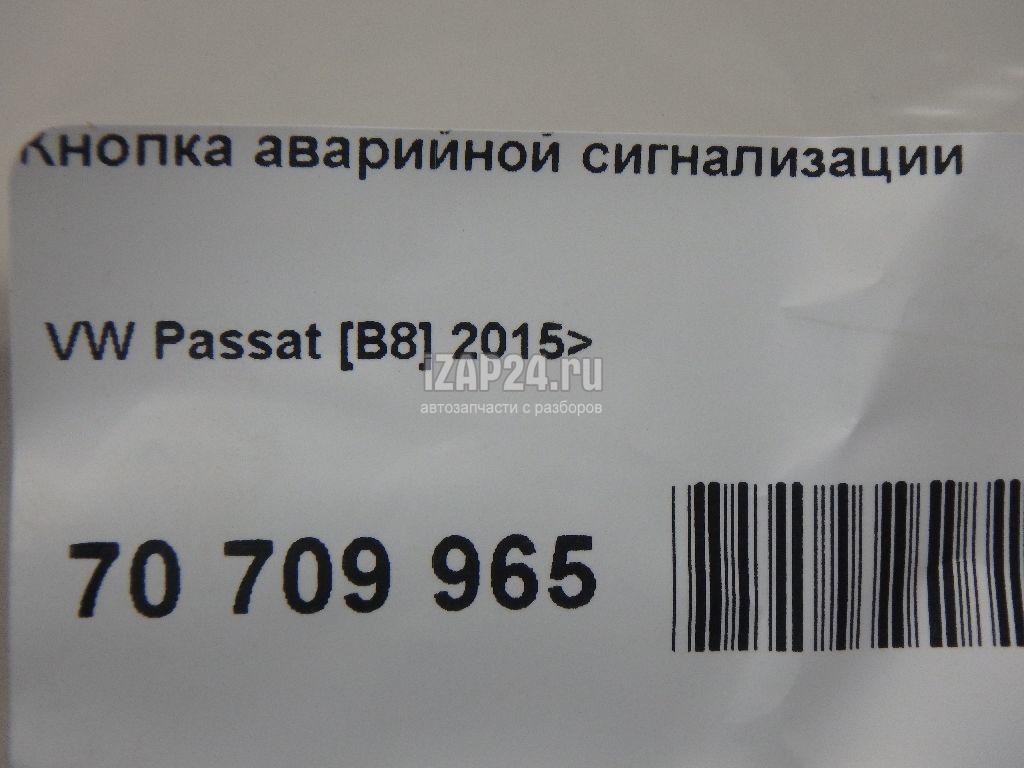 Кнопка аварийной сигнализации
VW Passat [B8] 2015>
iZAP24.ru
автозапчасти с разборов
70 709 965